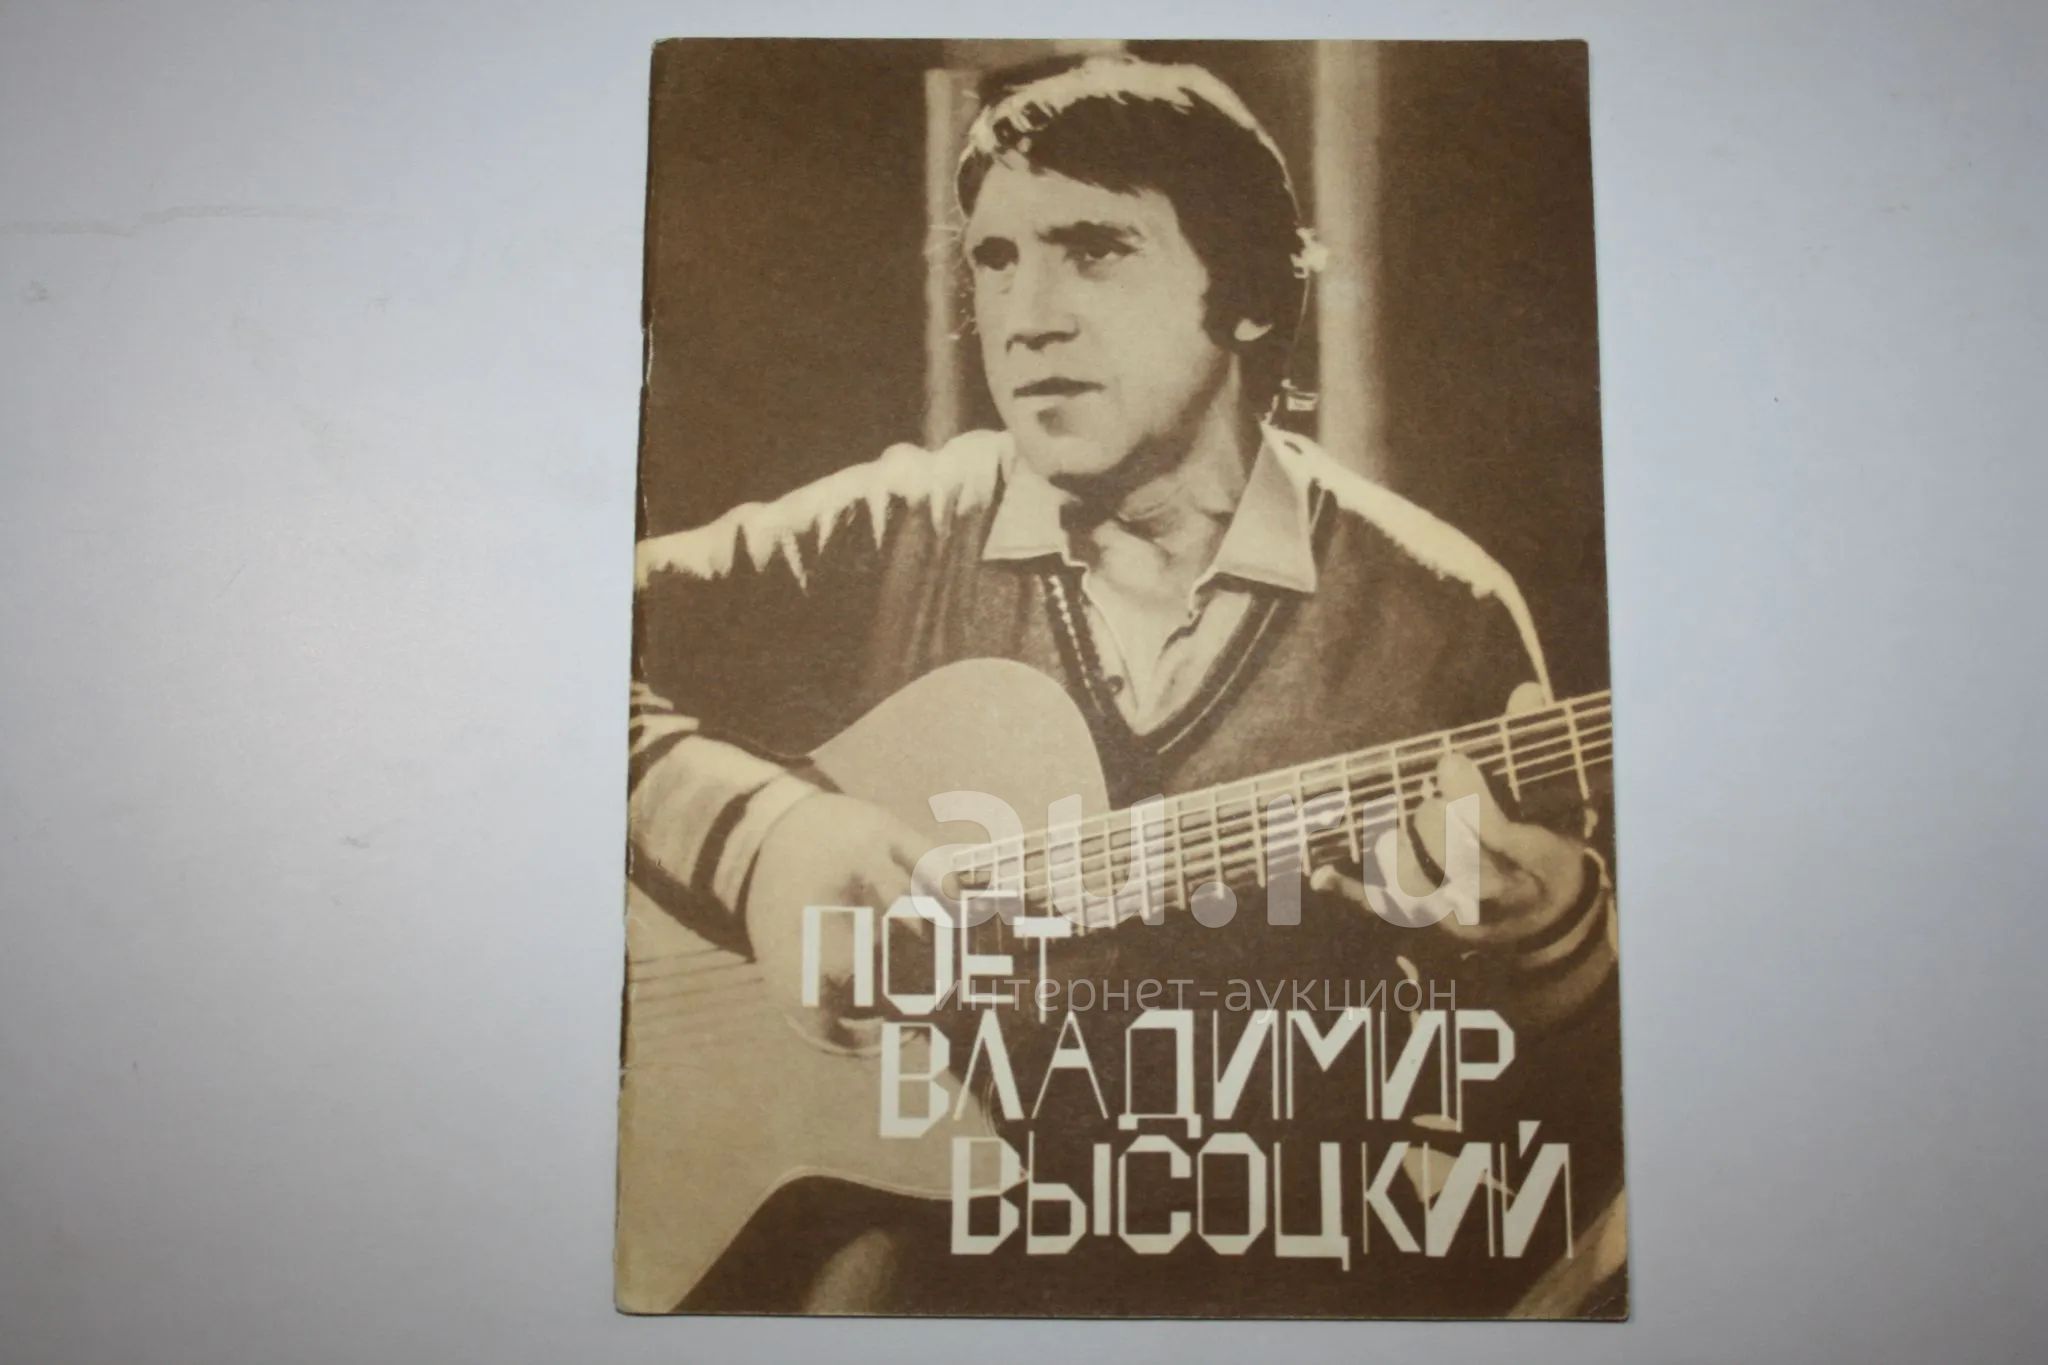 au.ru
интернет-аукцион
ПОЕТ
ВЛАДИМИР
ВЫСОЦКИЙ